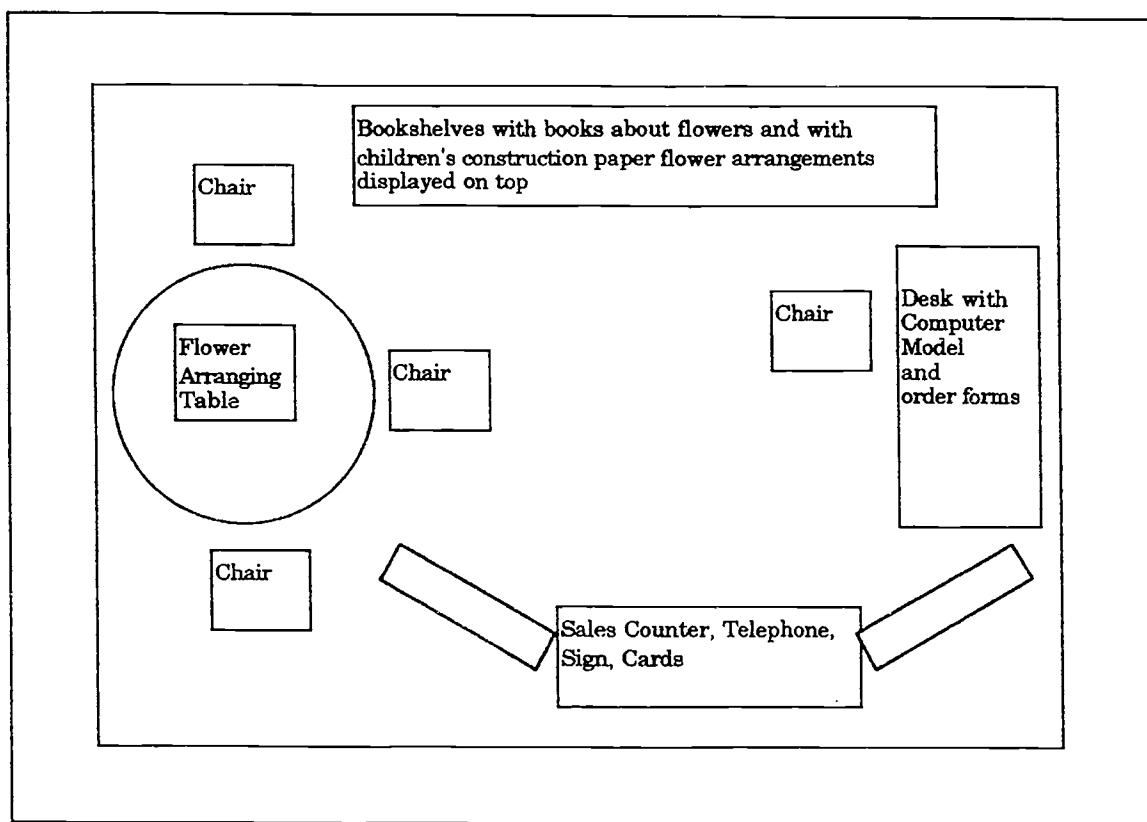 Bookshelves with books about flowers and with
children's construction paper flower arrangements
displayed on top
Chair
Flower
Arranging
Table
Chair
Chair
Chair
Desk with
Computer
Model
and
order forms
Sales Counter, Telephone,
Sign, Cards